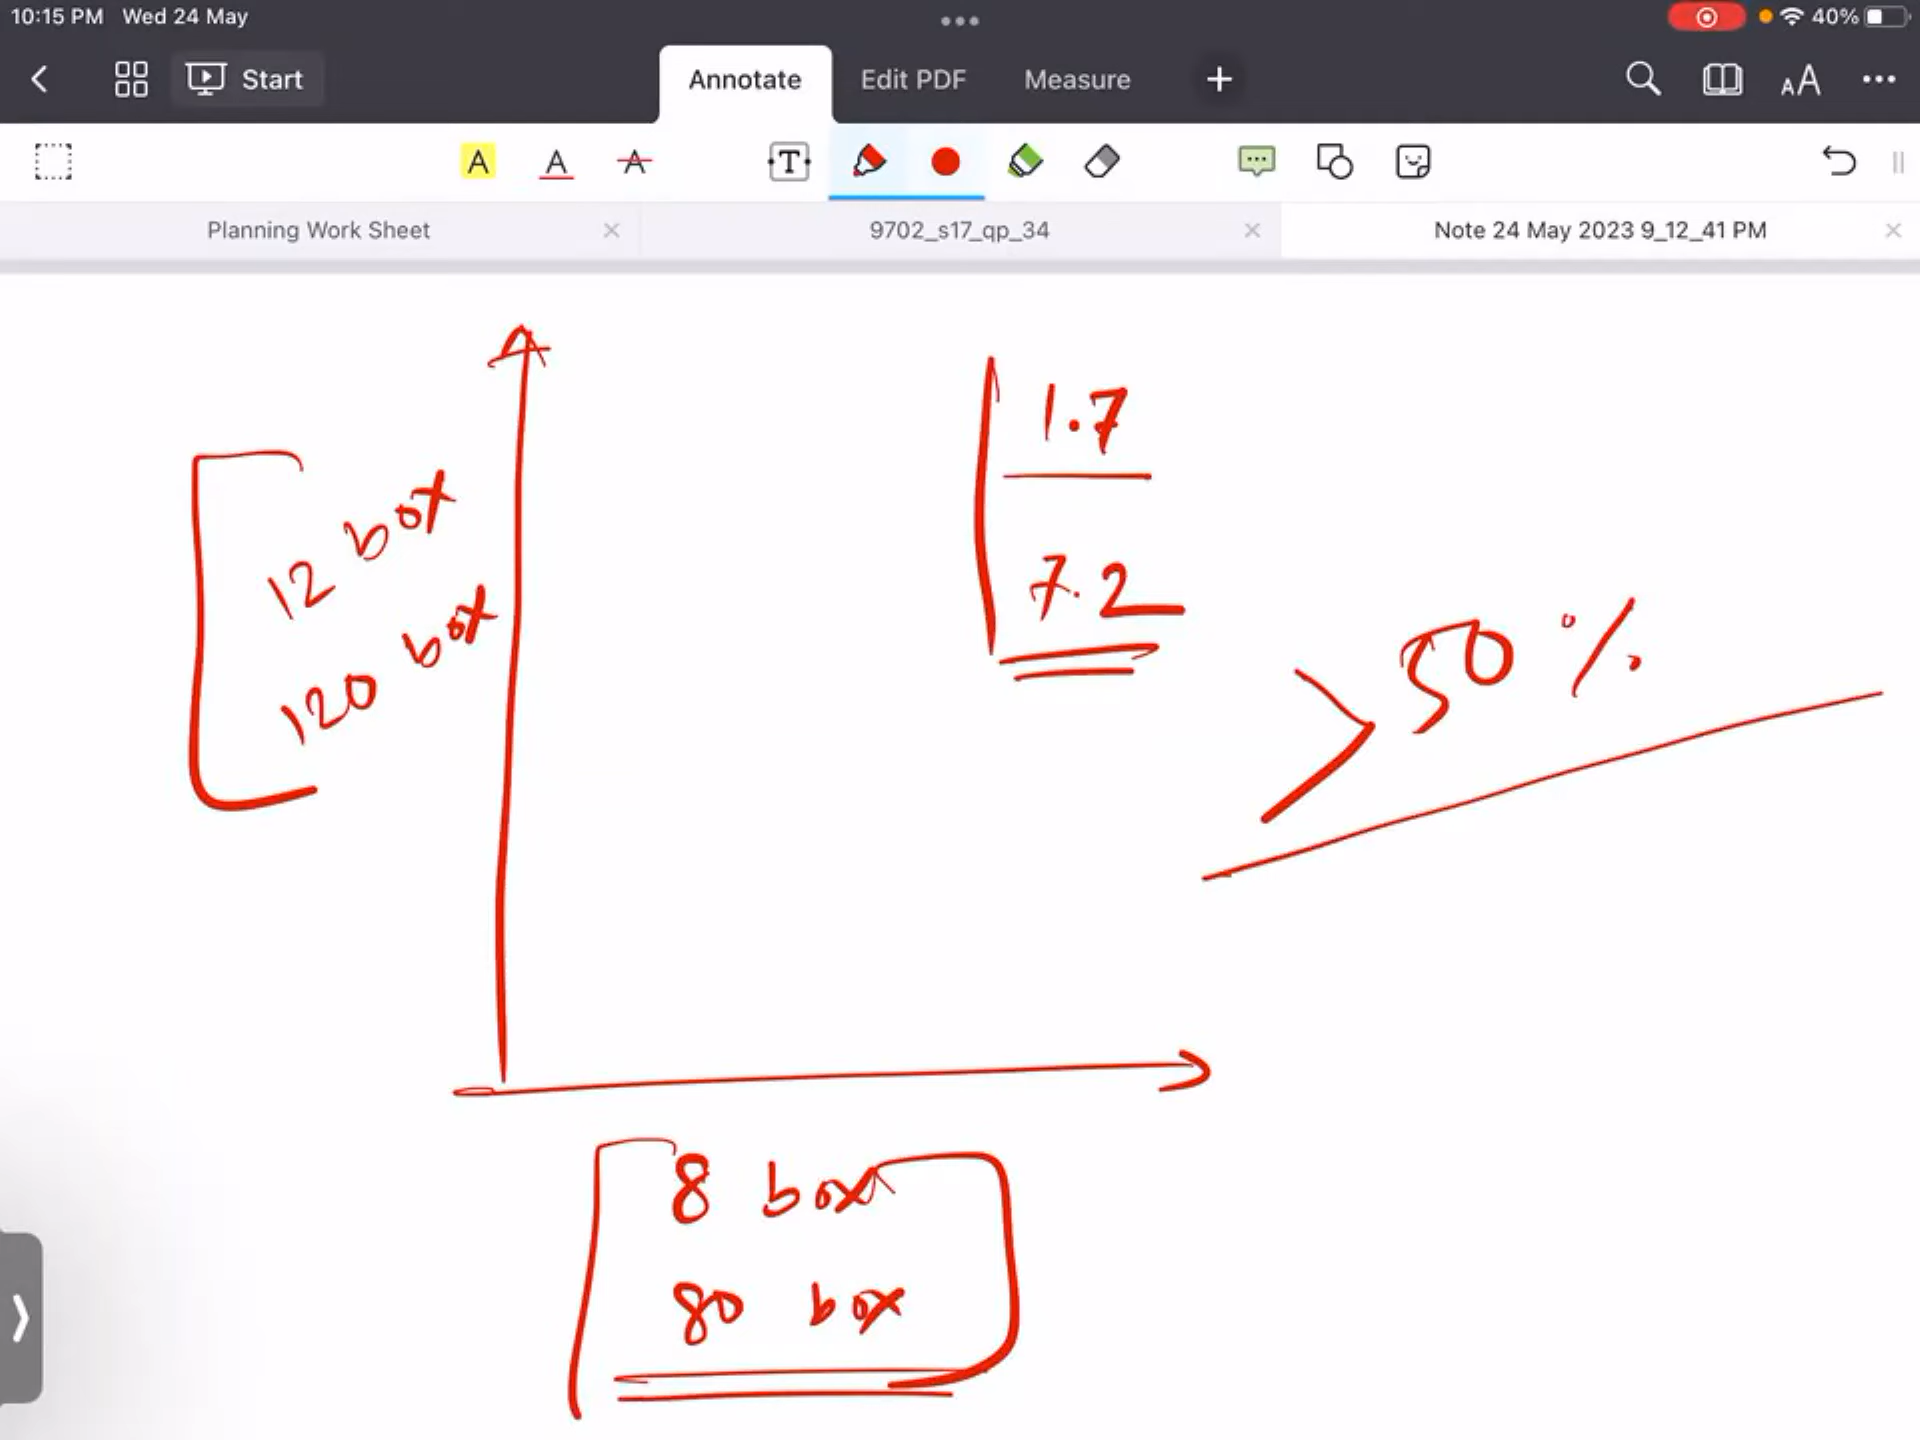 10:15 PM Wed 24 May
40%
Start
Annotate
Edit PDF
Measure
AA
A A A T
Planning Work Sheet
9702_s17_qp_34
Note 24 May 2023 9_12_41 PM
1.7
12 box
7.2
120 box
> 50 %
8 box
80 box